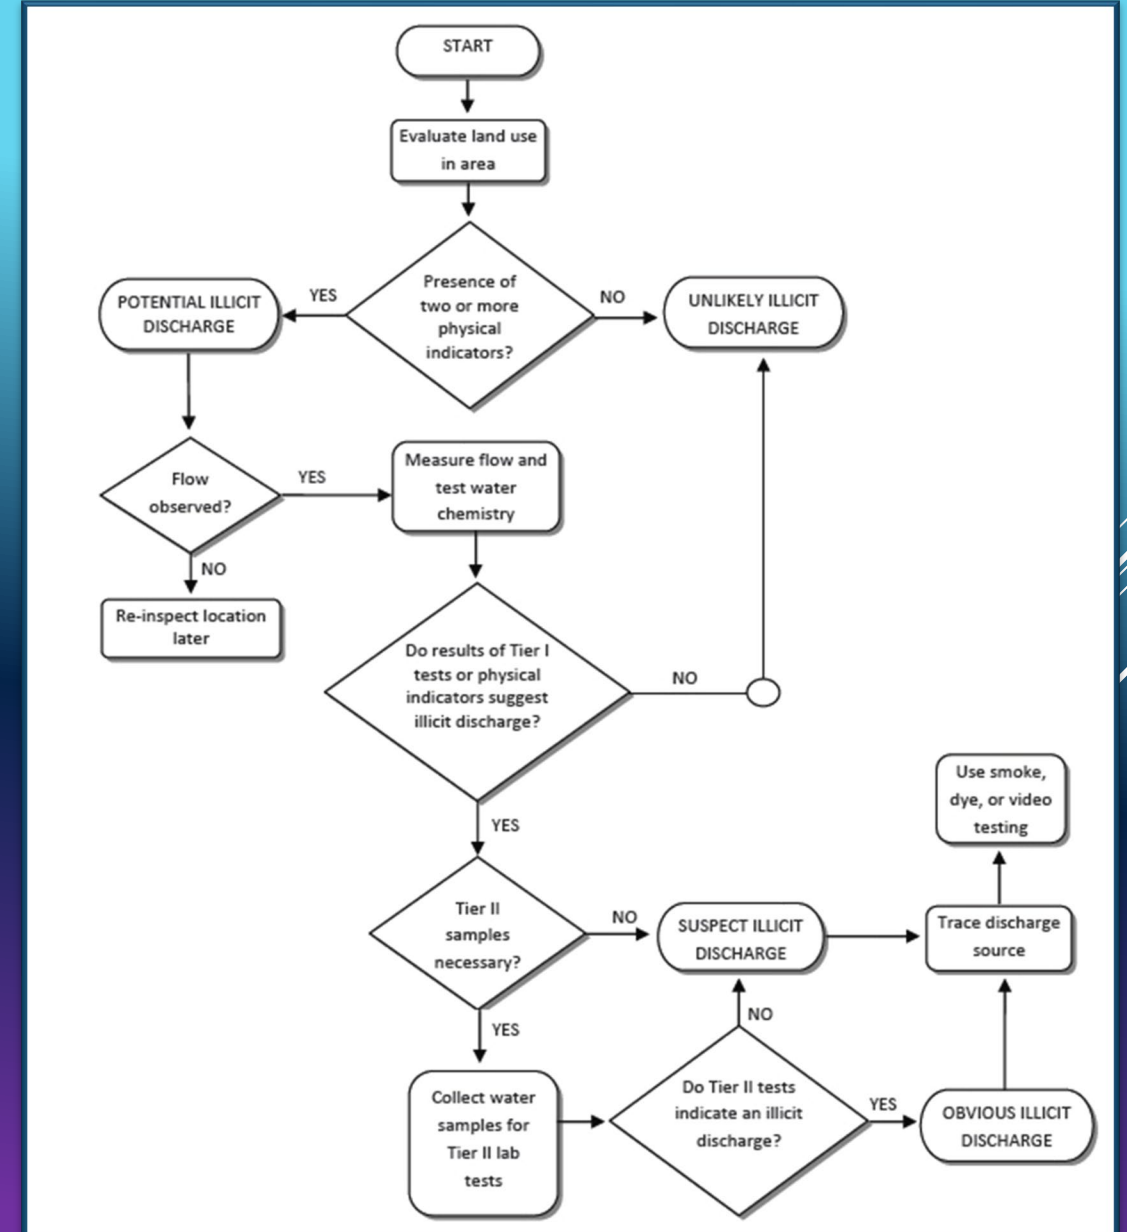 START
Evaluate land use
in area
Presence of
two or more
physical
indicators?
YES
NO
POTENTIAL ILLICIT
DISCHARGE
UNLIKELY ILLICIT
DISCHARGE
Flow
observed?
YES
NO
Measure flow and
test water
chemistry
Re-inspect location
later
Do results of Tier I
tests or physical
indicators suggest
illicit discharge?
NO
YES
Tier II
samples
necessary?
NO
YES
SUSPECT ILLICIT
DISCHARGE
Trace discharge
source
Use smoke,
dye, or video
testing
Collect water
samples for
Tier II lab
tests
Do Tier II tests
indicate an illicit
discharge?
NO
YES
OBVIOUS ILLICIT
DISCHARGE